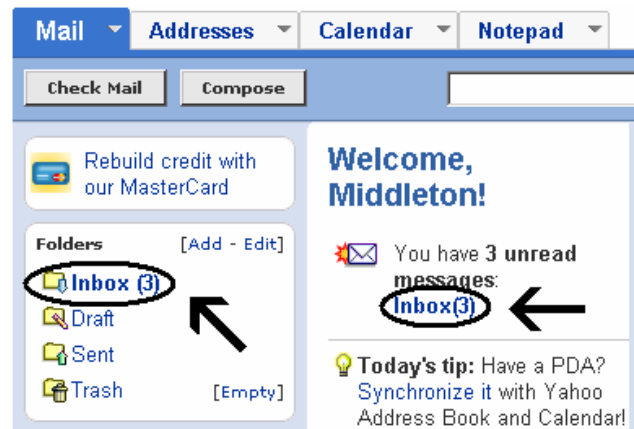 Mail Addresses Calendar Notepad
Check Mail Compose
Rebuild credit with
our MasterCard
Folders [Add - Edit]
Inbox (3)
Draft
Sent
Trash [Empty]
Welcome,
Middleton!
You have 3 unread
messages:
Inbox(3)
Today's tip: Have a PDA?
Synchronize it with Yahoo
Address Book and Calendar!